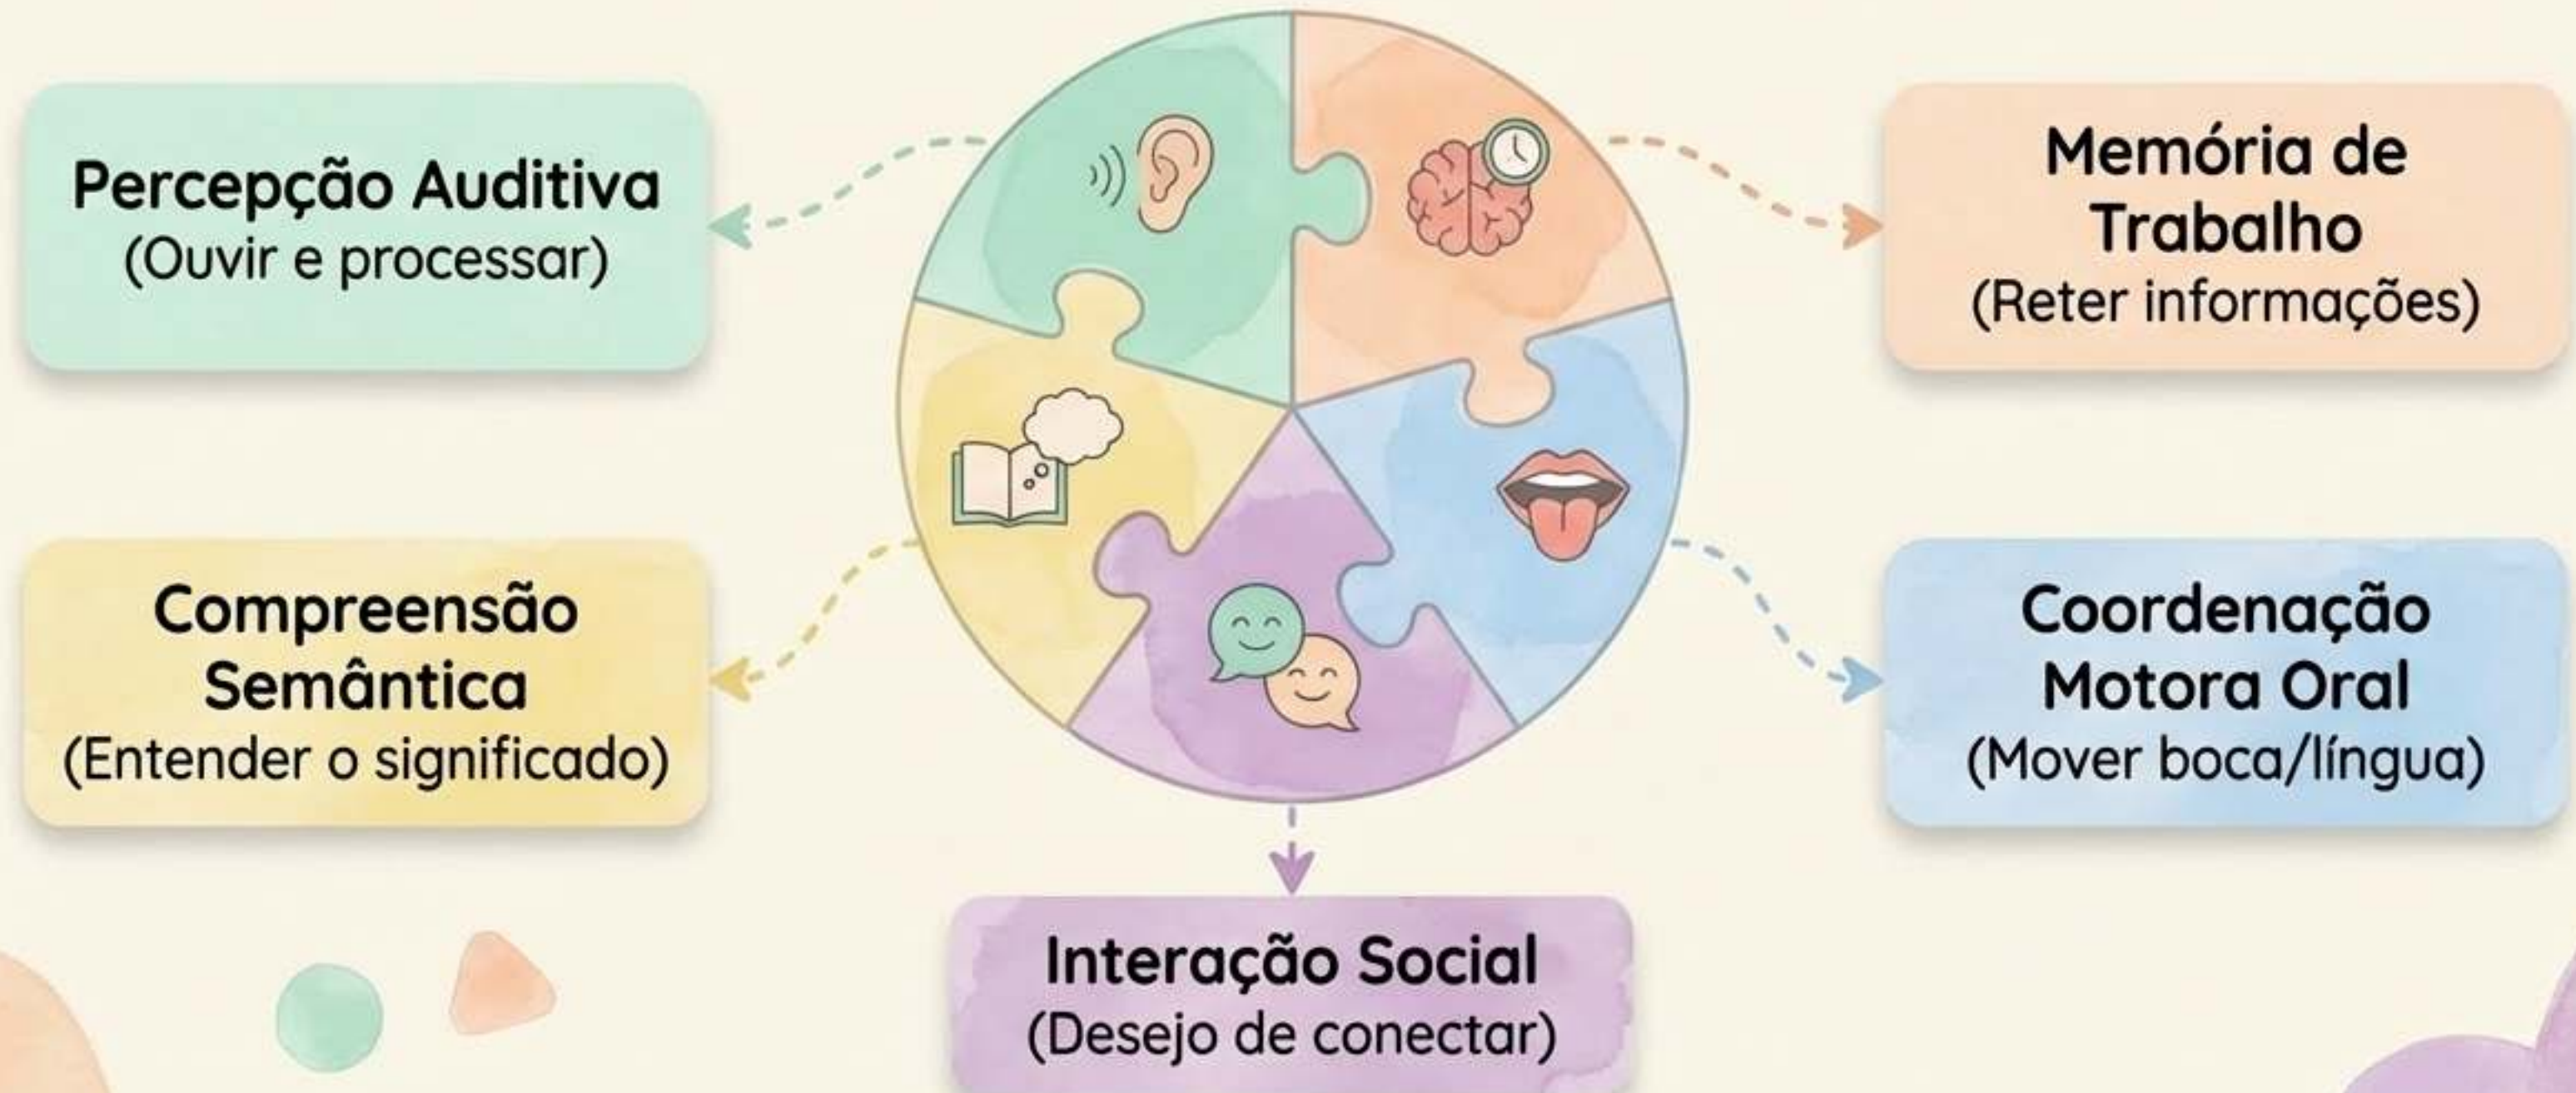 Percepção Auditiva
(Ouvir e processar)
Memória de
Trabalho
(Reter informações)
Compreensão
Semântica
(Entender o significado)
Coordenação
Motora Oral
(Mover boca/língua)
Interação Social
(Desejo de conectar)